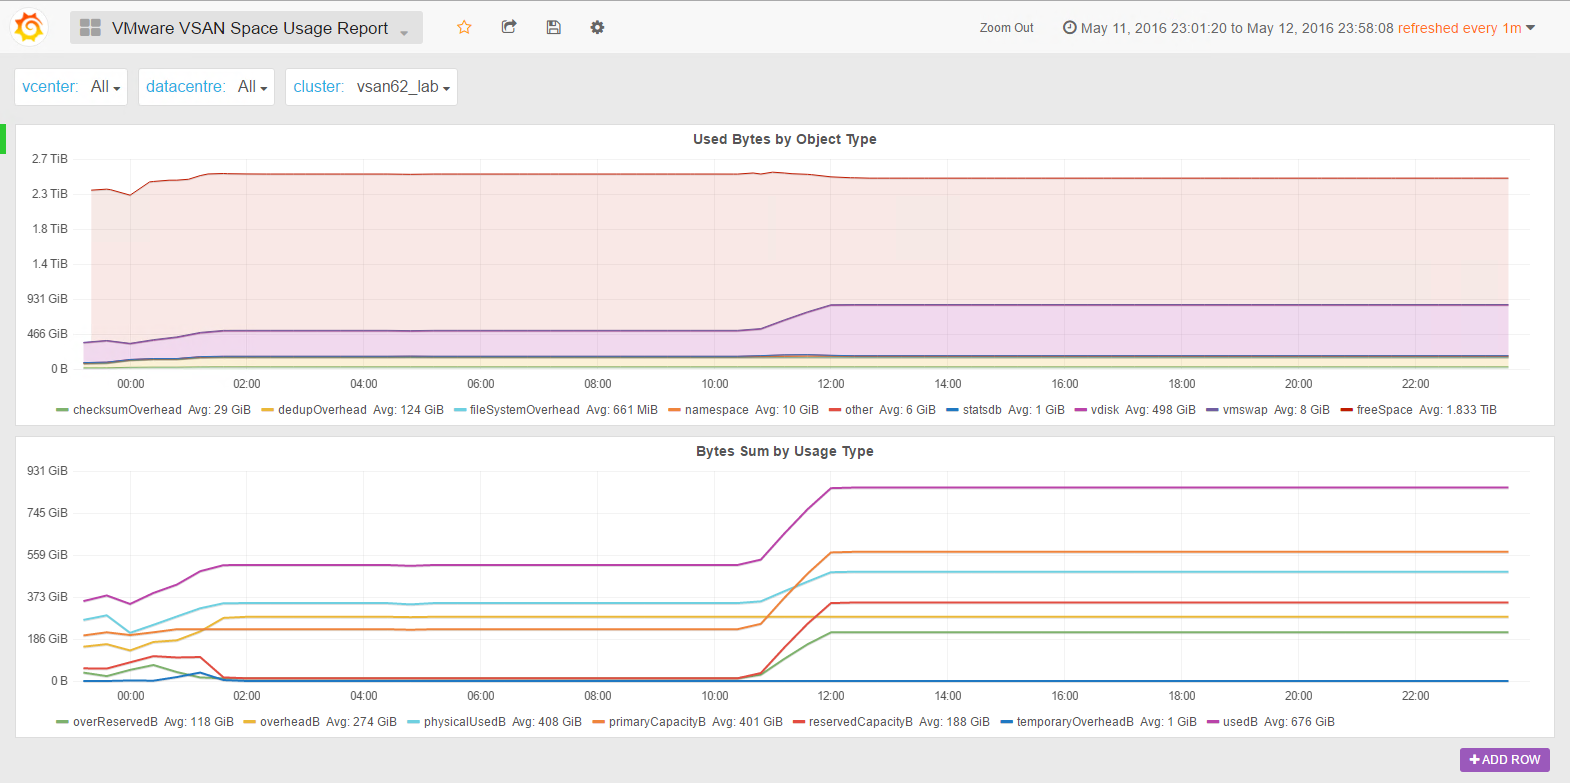 VMware VSAN Space Usage Report
Zoom Out
May 11, 2016 23:01:20 to May 12, 2016 23:58:08 refreshed every 1m
vcenter: All
datacentre: All
cluster: vsan62_lab
Used Bytes by Object Type
2.7 TiB
2.3 TiB
1.8 TiB
1.4 TiB
931 GiB
466 GiB
0 B
00:00 02:00 04:00 06:00 08:00 10:00 12:00 14:00 16:00 18:00 20:00 22:00
checksumOverhead Avg: 29 GiB dedupOverhead Avg: 124 GiB fileSystemOverhead Avg: 661 MiB namespace Avg: 10 GiB other Avg: 6 GiB statsdb Avg: 1 GiB vdisk Avg: 498 GiB vmswap Avg: 8 GiB freeSpace Avg: 1.833 TiB
Bytes Sum by Usage Type
931 GiB
745 GiB
559 GiB
373 GiB
186 GiB
0 B
00:00 02:00 04:00 06:00 08:00 10:00 12:00 14:00 16:00 18:00 20:00 22:00
overReservedB Avg: 118 GiB overheadB Avg: 274 GiB physicalUsedB Avg: 408 GiB primaryCapacityB Avg: 401 GiB reservedCapacityB Avg: 188 GiB temporaryOverheadB Avg: 1 GiB usedB Avg: 676 GiB
+ ADD ROW